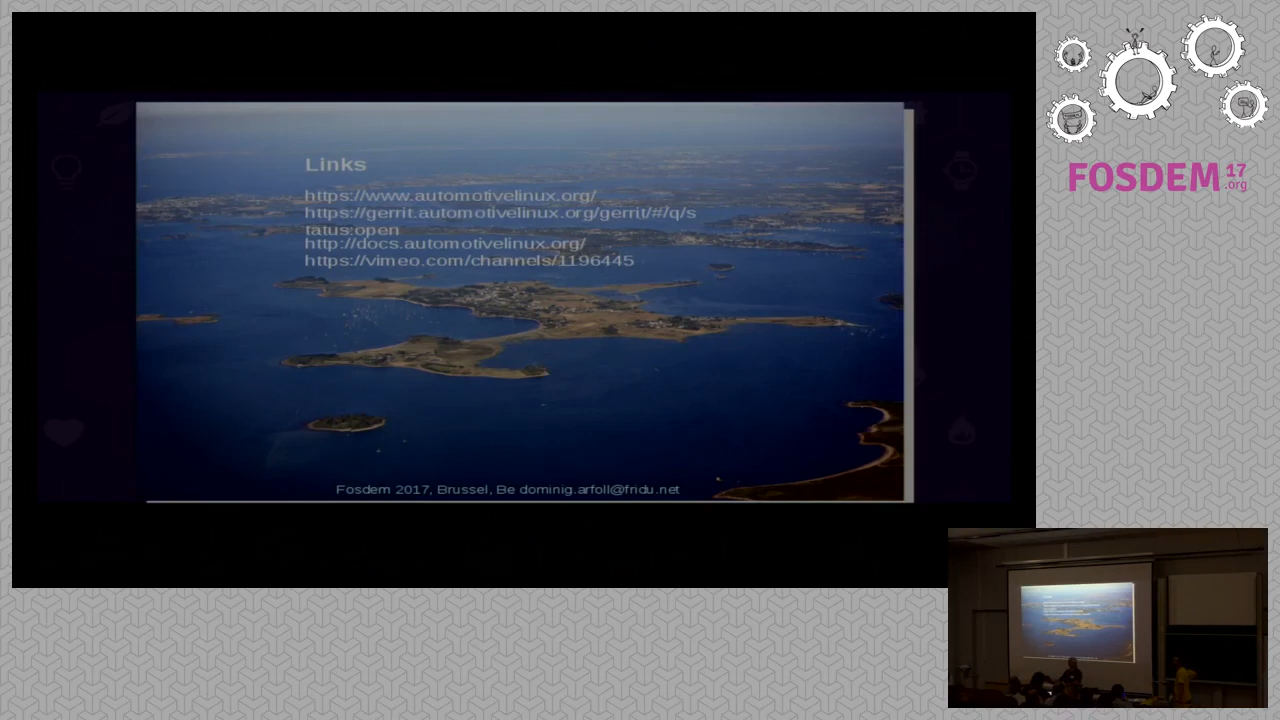 Links
https://www.automotivelinux.org/
https://gerrit.automotivelinux.org/gerrit/#/q/s
tatus:open
http://docs.automotivelinux.org/
https://vimeo.com/channels/1196445
Fosdem 2017, Brussel, Be dominig.arfoll@fridu.net
FOSDEM 17
.org